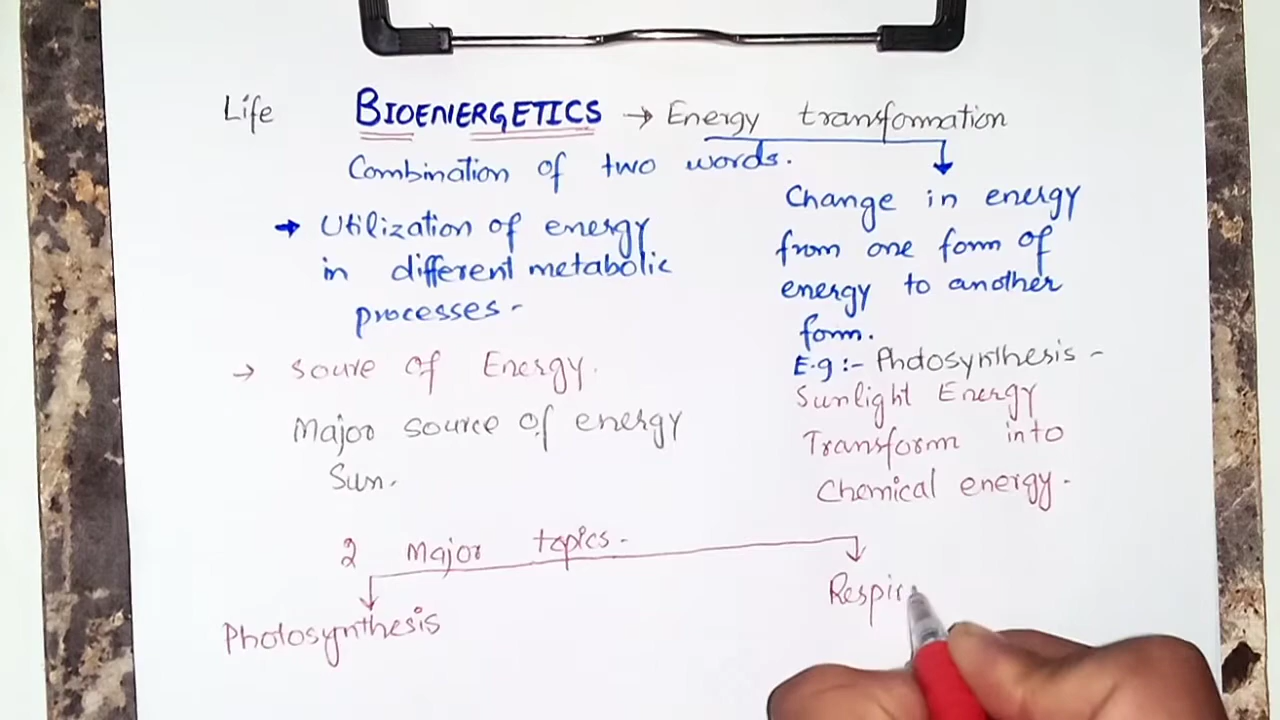 Life BIOENERGETICS → Energy transformation
Combination of two words.
→ Utilization of energy
in different metabolic
processes -
→ Soure of Energy.
Major source of energy
Sun.
Change in energy
from one form of
energy to another
form.
E.g :- Photosynthesis -
Sunlight Energy
Transform into
Chemical energy.
2 Major topics.
Photosynthesis
Respir